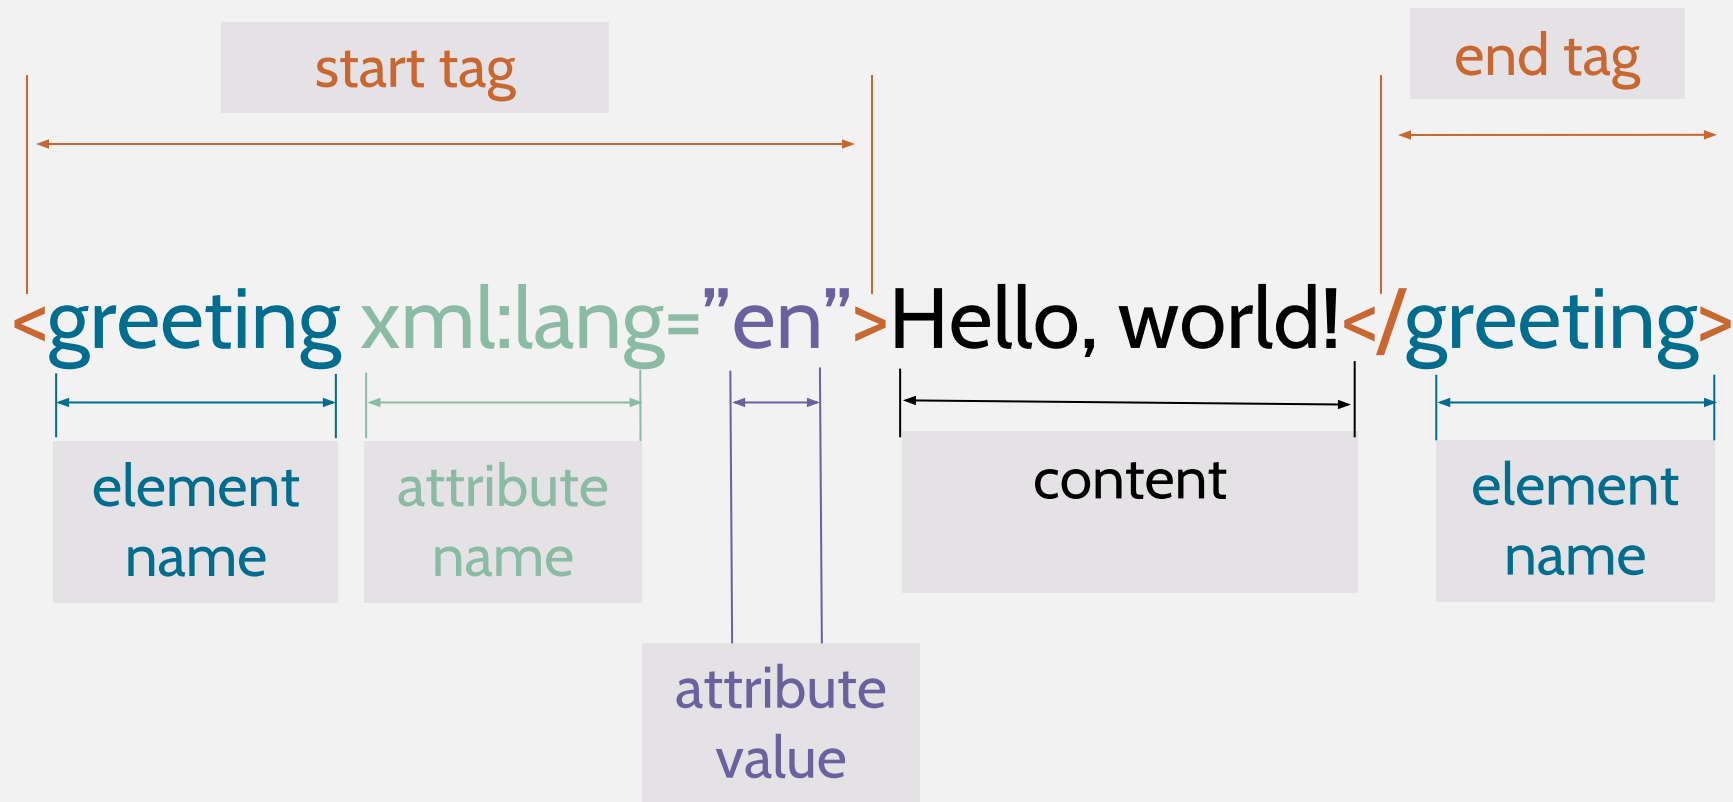 start tag
end tag
<greeting xml:lang=”en”>Hello, world!</greeting>
element
name
attribute
name
content
element
name
attribute
value